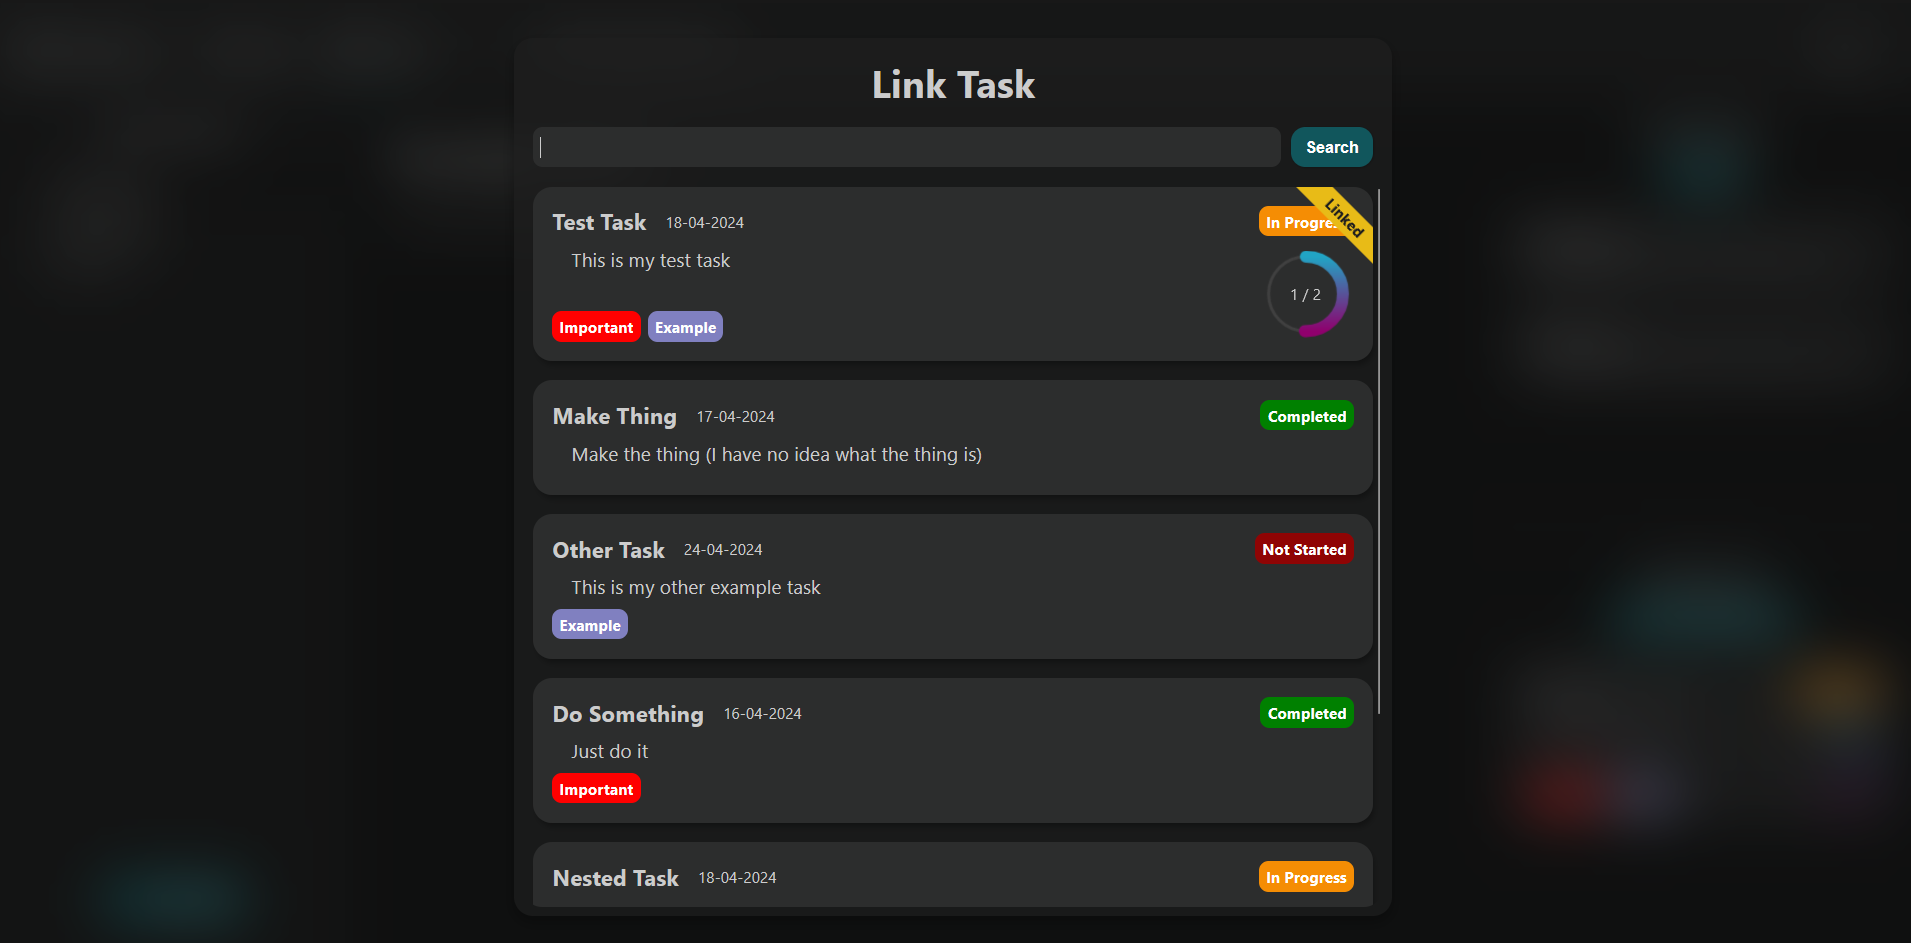 Link Task
Search
Test Task 18-04-2024 In Progre
Linked
This is my test task
1 / 2
Important Example
Make Thing 17-04-2024 Completed
Make the thing (I have no idea what the thing is)
Other Task 24-04-2024 Not Started
This is my other example task
Example
Do Something 16-04-2024 Completed
Just do it
Important
Nested Task 18-04-2024 In Progress